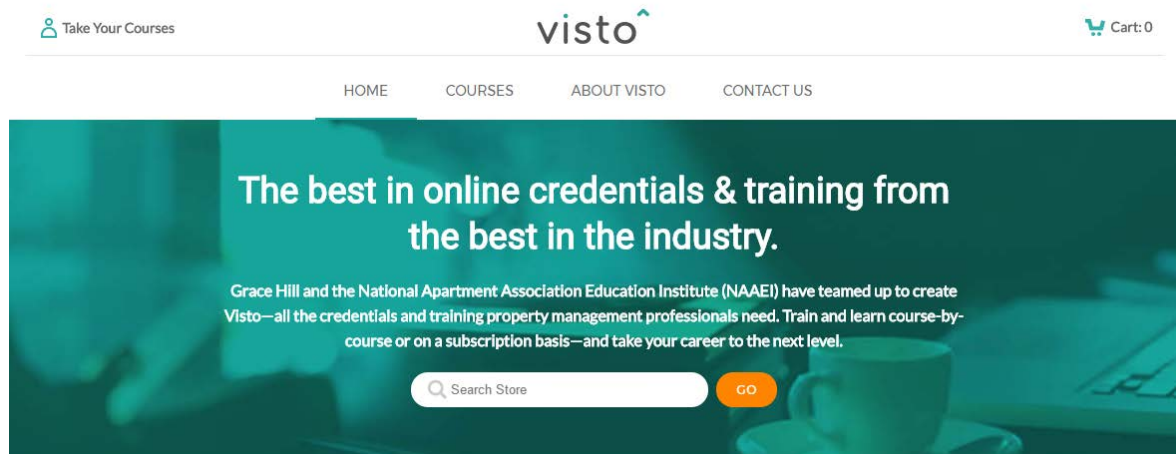 Take Your Courses
visto
Cart: 0
HOME
COURSES
ABOUT VISTO
CONTACT US
The best in online credentials & training from
the best in the industry.
Grace Hill and the National Apartment Association Education Institute (NAAEI) have teamed up to create
Visto—all the credentials and training property management professionals need. Train and learn course-by-
course or on a subscription basis—and take your career to the next level.
Search Store
GO